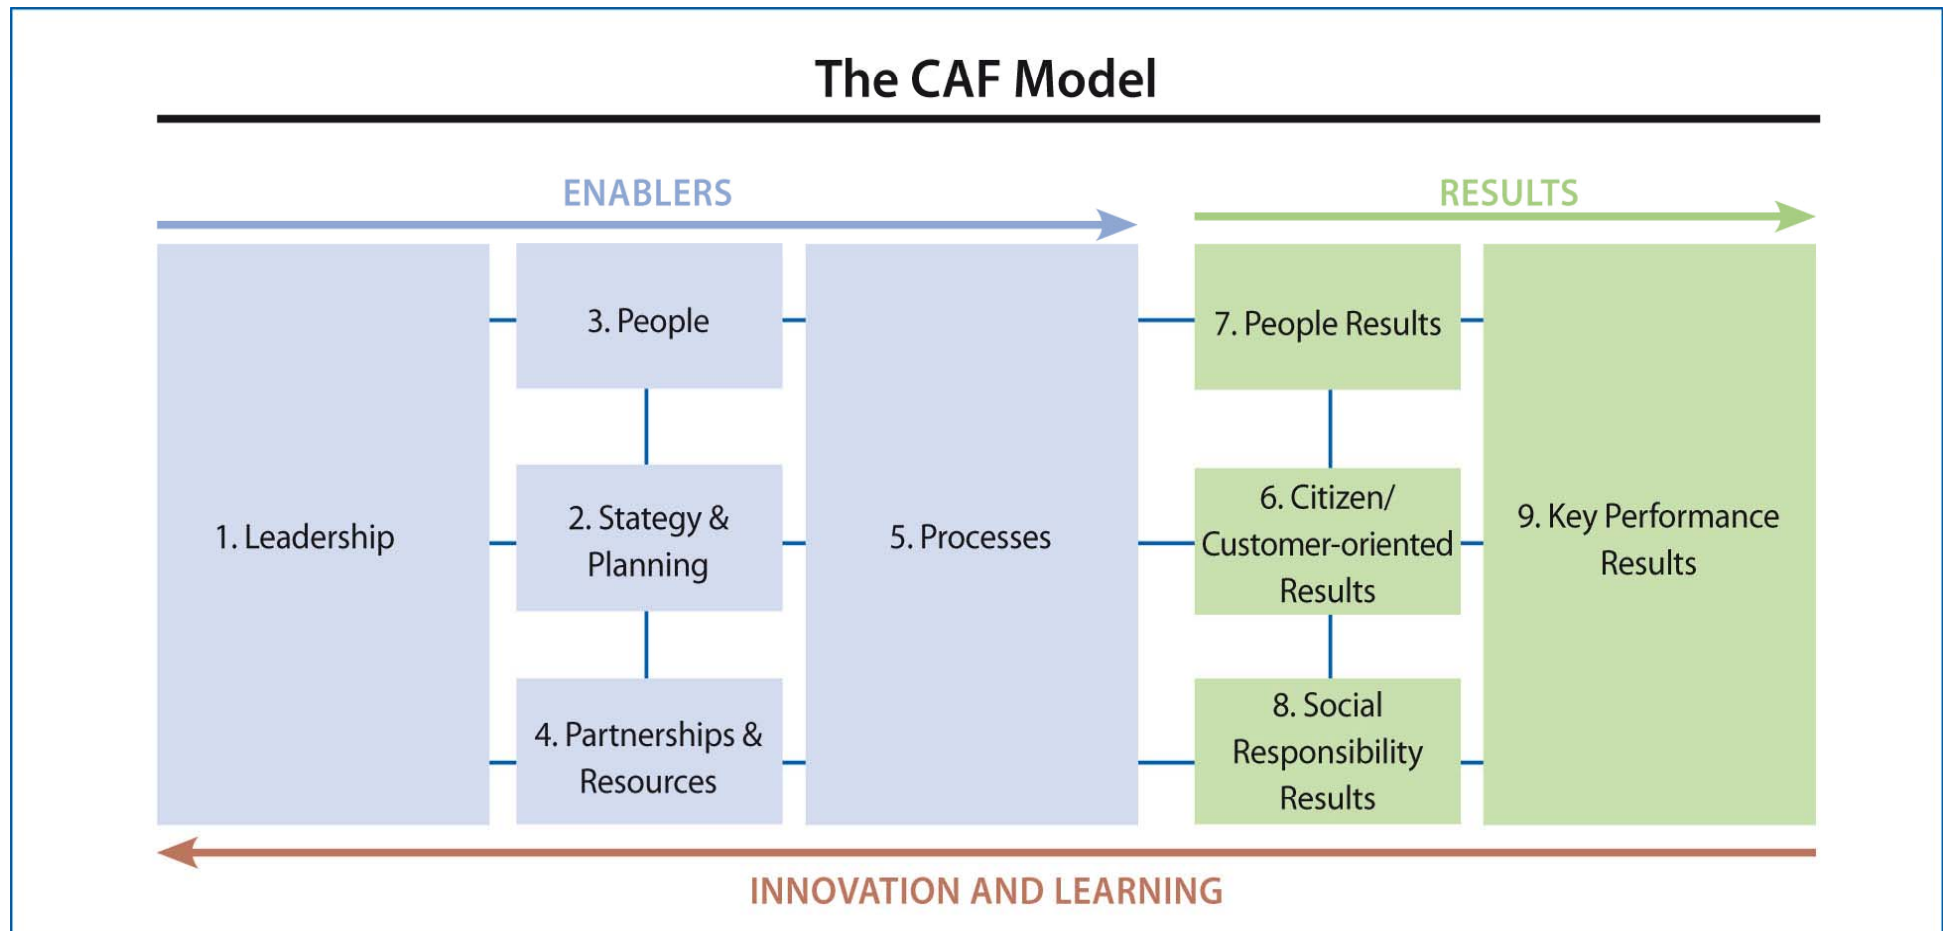 The CAF Model
ENABLERS
RESULTS
1. Leadership
3. People
2. Stategy &
Planning
4. Partnerships &
Resources
5. Processes
7. People Results
6. Citizen/
Customer-oriented
Results
8. Social
Responsibility
Results
9. Key Performance
Results
INNOVATION AND LEARNING